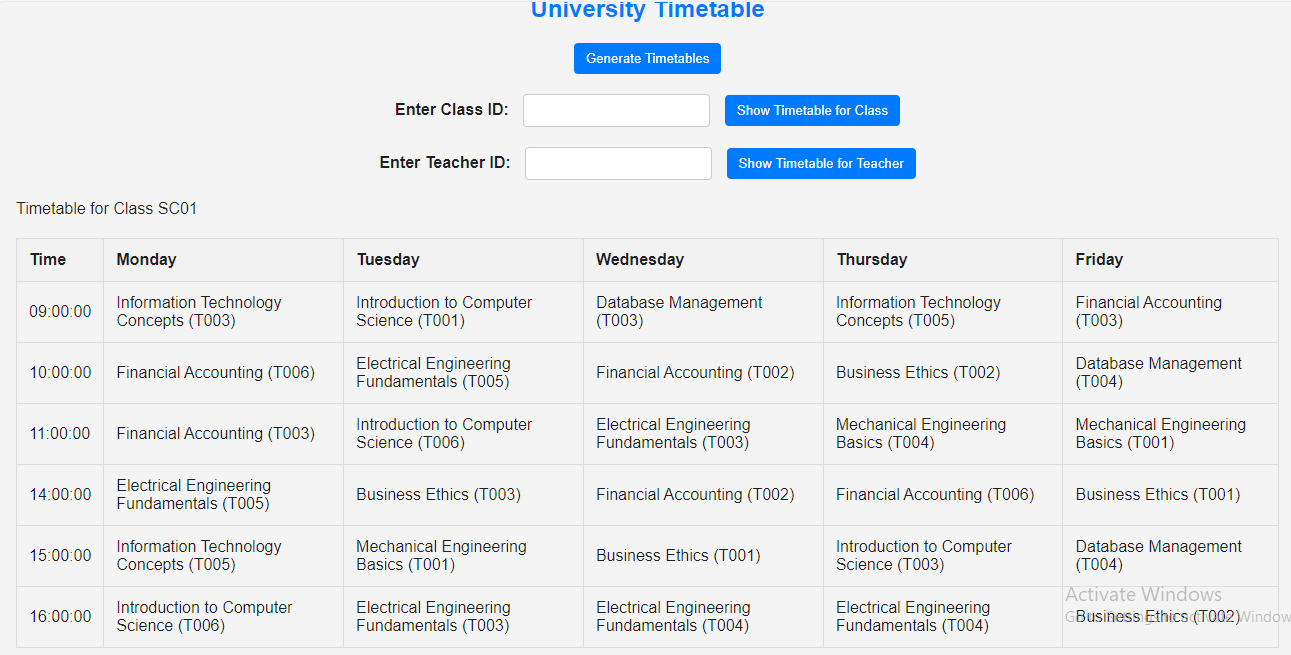 University Timetable
Generate Timetables
Enter Class ID: Show Timetable for Class
Enter Teacher ID: Show Timetable for Teacher
Timetable for Class SC01
Time Monday Tuesday Wednesday Thursday Friday
09:00:00 Information Technology Concepts (T003) Introduction to Computer Science (T001) Database Management (T003) Information Technology Concepts (T005) Financial Accounting (T003)
10:00:00 Financial Accounting (T006) Electrical Engineering Fundamentals (T005) Financial Accounting (T002) Business Ethics (T002) Database Management (T004)
11:00:00 Financial Accounting (T003) Introduction to Computer Science (T006) Electrical Engineering Fundamentals (T003) Mechanical Engineering Basics (T004) Mechanical Engineering Basics (T001)
14:00:00 Electrical Engineering Fundamentals (T005) Business Ethics (T003) Financial Accounting (T002) Financial Accounting (T006) Business Ethics (T001)
15:00:00 Information Technology Concepts (T005) Mechanical Engineering Basics (T001) Business Ethics (T001) Introduction to Computer Science (T003) Database Management (T004)
16:00:00 Introduction to Computer Science (T006) Electrical Engineering Fundamentals (T003) Electrical Engineering Fundamentals (T004) Electrical Engineering Fundamentals (T004) Business Ethics (T002)
Activate Windows